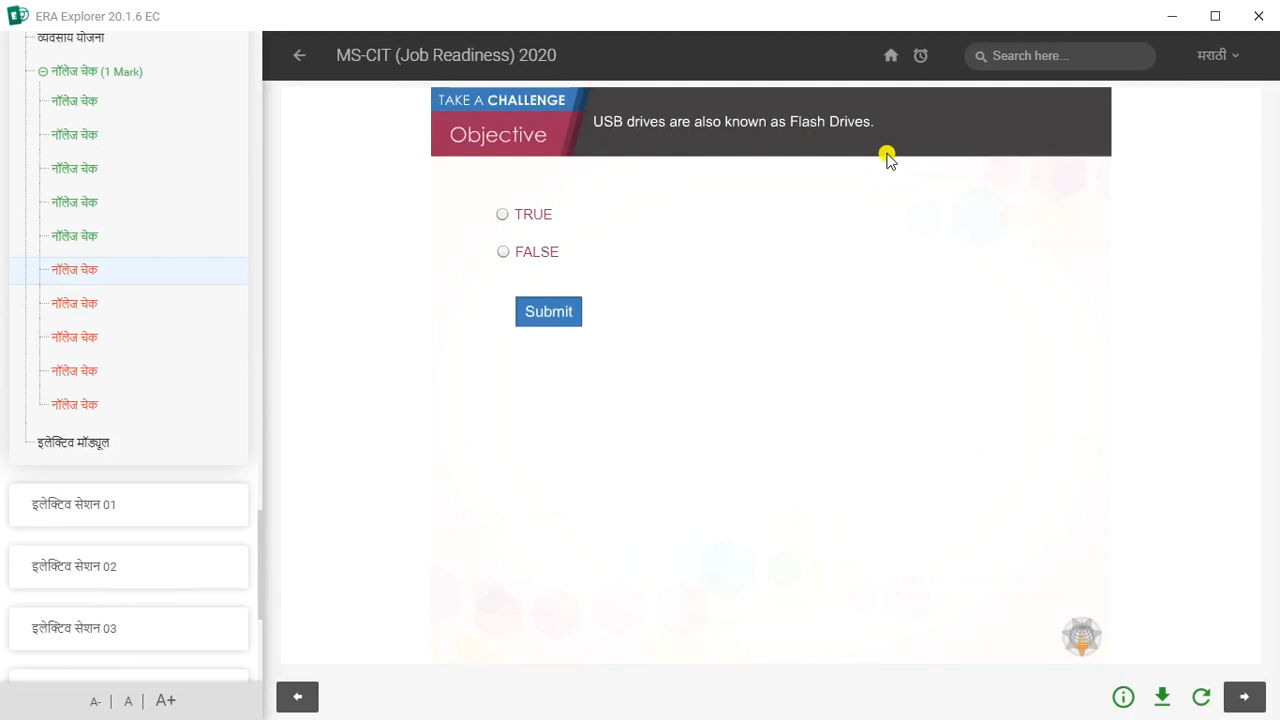 ERA Explorer 20.1.6 EC
व्यवसाय योजना
नॉलेज चेक (1 Mark)
नॉलेज चेक
नॉलेज चेक
नॉलेज चेक
नॉलेज चेक
नॉलेज चेक
नॉलेज चेक
नॉलेज चेक
नॉलेज चेक
नॉलेज चेक
नॉलेज चेक
इलेक्टिव मॉड्यूल
इलेक्टिव सेशन 01
इलेक्टिव सेशन 02
इलेक्टिव सेशन 03
A- A A+
MS-CIT (Job Readiness) 2020
Search here...
मराठी
TAKE A CHALLENGE
Objective
USB drives are also known as Flash Drives.
TRUE
FALSE
Submit